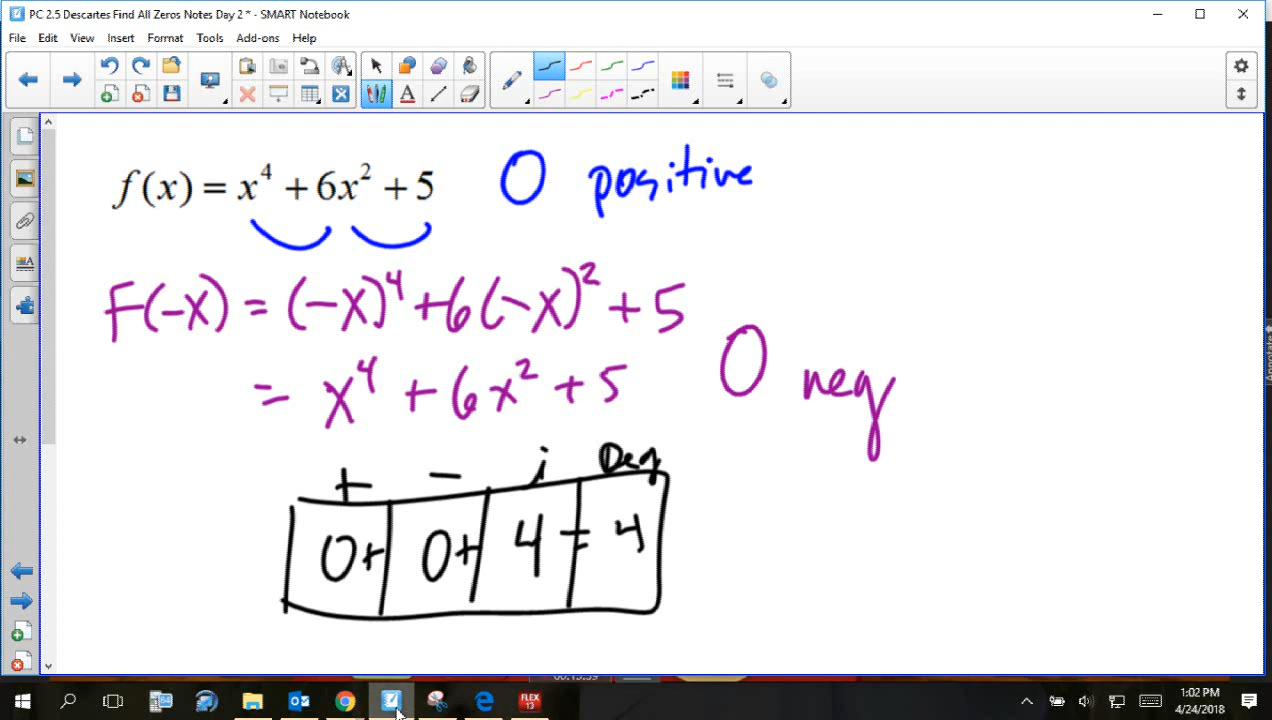 PC 2.5 Descartes Find All Zeros Notes Day 2 * - SMART Notebook
File Edit View Insert Format Tools Add-ons Help
f(x) = x⁴ + 6x² + 5 0 positive
F(-x) = (-x)⁴ + 6(-x)² + 5
= x⁴ + 6x² + 5 0 neg
+ - i Deg
0+ 0+ 4 = 4
FLEX
13
1:02 PM
4/24/2018